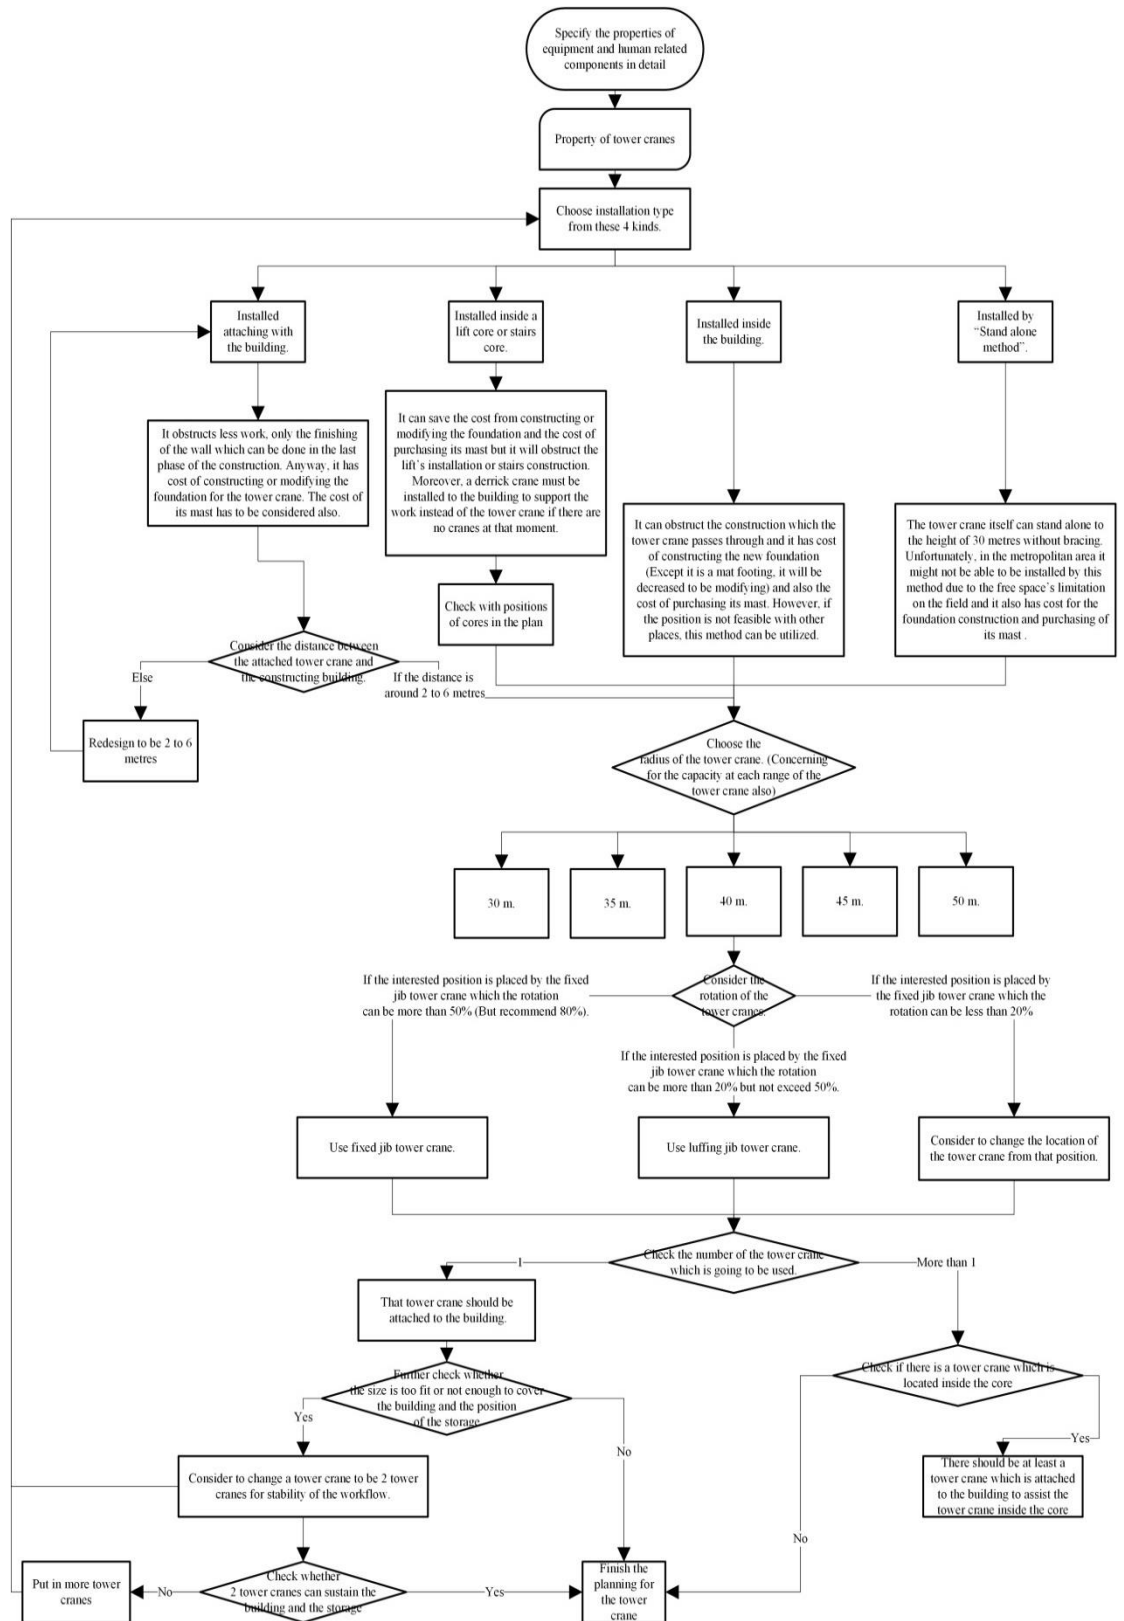 Specify the properties of
equipment and human related
components in detail
Property of tower cranes
Choose installation type
from these 4 kinds.
Installed
attaching with
the building.
Installed inside a
lift core or stairs
core.
Installed inside
the building.
Installed by
“Stand alone
method”.
It obstructs less work, only the finishing
of the wall which can be done in the last
phase of the construction. Anyway, it has
cost of constructing or modifying the
foundation for the tower crane. The cost of
its mast has to be considered also.
It can save the cost from constructing or
modifying the foundation and the cost of
purchasing its mast but it will obstruct the
lift’s installation or stairs construction.
Moreover, a derrick crane must be
installed to the building to support the
work instead of the tower crane if there are
no cranes at that moment.
It can obstruct the construction which the
tower crane passes through and it has cost
of constructing the new foundation
(Except it is a mat footing, it will be
decreased to be modifying) and also the
cost of purchasing its mast. However, if
the position is not feasible with other
places, this method can be utilized.
The tower crane itself can stand alone to
the height of 30 metres without bracing.
Unfortunately, in the metropolitan area it
might not be able to be installed by this
method due to the free space’s limitation
on the field and it also has cost for the
foundation construction and purchasing of
its mast .
Check with positions
of cores in the plan
Consider the distance between
the attached tower crane and
the constructing building.
Else
If the distance is
around 2 to 6 metres
Redesign to be 2 to 6
metres
Choose the
radius of the tower crane. (Concerning
for the capacity at each range of the
tower crane also)
30 m.
35 m.
40 m.
45 m.
50 m.
Consider the
rotation of the
tower cranes.
If the interested position is placed by the fixed
jib tower crane which the rotation
can be more than 50% (But recommend 80%).
If the interested position is placed by
the fixed jib tower crane which the
rotation can be less than 20%
If the interested position is placed by the fixed
jib tower crane which the rotation
can be more than 20% but not exceed 50%.
Use fixed jib tower crane.
Use luffing jib tower crane.
Consider to change the location of
the tower crane from that position.
Check the number of the tower crane
which is going to be used.
1
More than 1
That tower crane should be
attached to the building.
Further check whether
the size is too fit or not enough to cover
the building and the position
of the storage
Check if there is a tower crane which is
located inside the core
Yes
No
Yes
Consider to change a tower crane to be 2 tower
cranes for stability of the workflow.
There should be at least a
tower crane which is attached
to the building to assist the
tower crane inside the core
No
Check whether
2 tower cranes can sustain the
building and the storage
No
Yes
Put in more tower
cranes
Finish the
planning for
the tower
crane